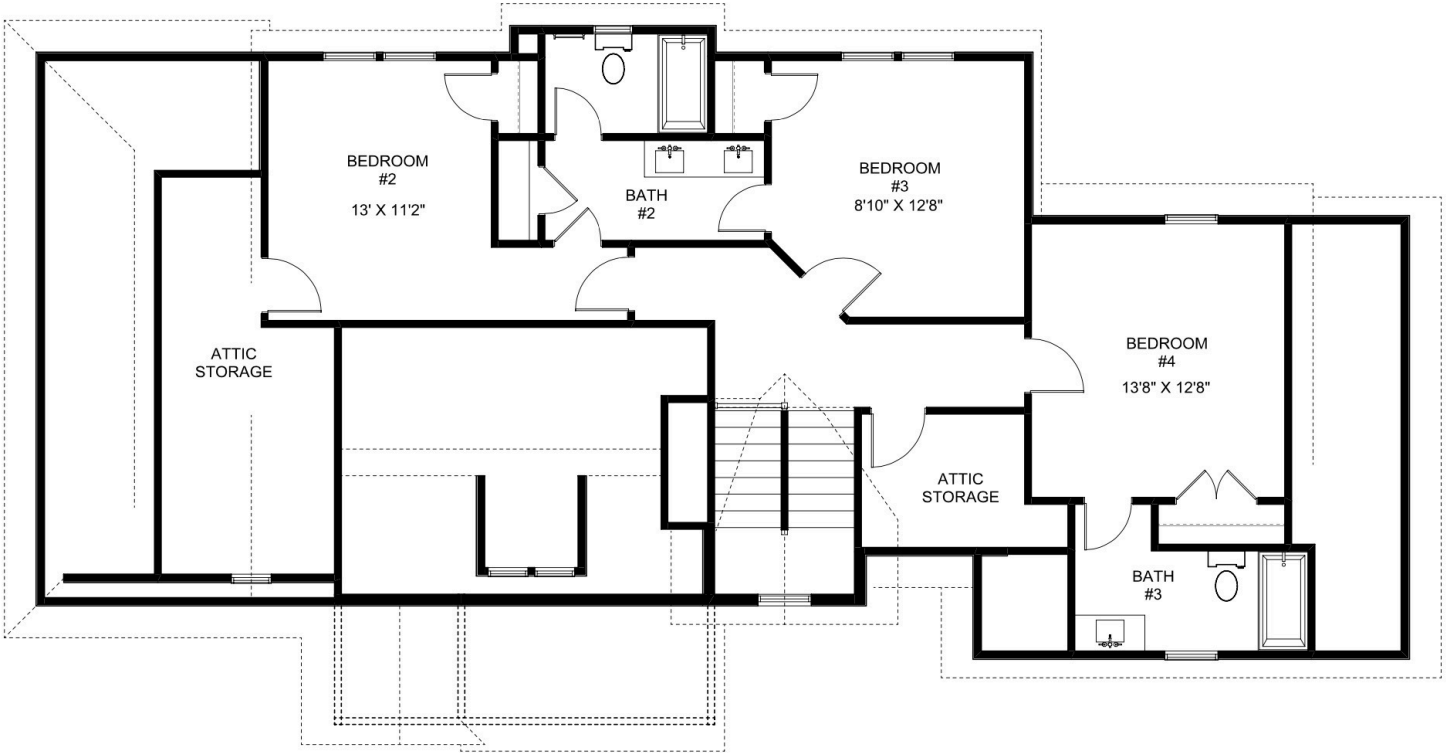 BEDROOM
#2
13' X 11'2"
BATH
#2
BEDROOM
#3
8'10" X 12'8"
ATTIC
STORAGE
BEDROOM
#4
13'8" X 12'8"
ATTIC
STORAGE
BATH
#3